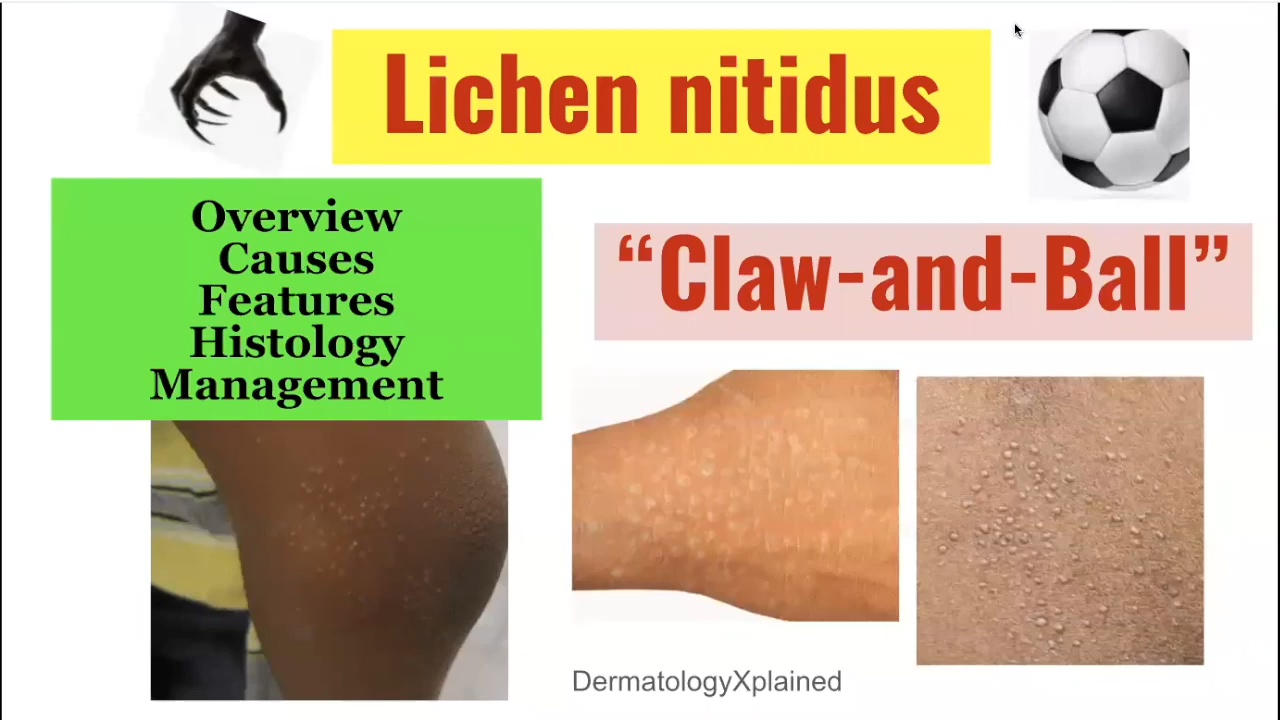 Lichen nitidus
Overview
Causes
Features
Histology
Management
“Claw-and-Ball”
DermatologyXplained